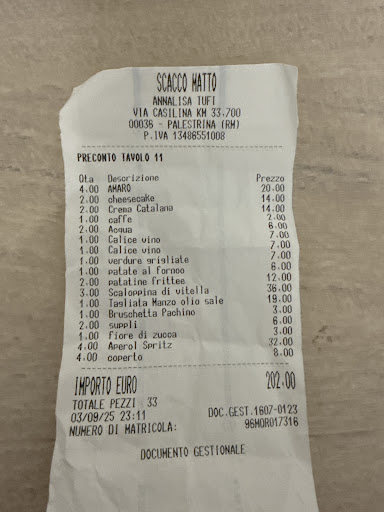 SCACCO MATTO
ANNALISA TUFI
VIA CASILINA KM 33,700
00036 - PALESTRINA (RM)
P.IVA 13486551008
PRECONTO TAVOLO 11
Qta Descrizione Prezzo
4.00 AMARO 20.00
2.00 cheesecake 14.00
2.00 Crema Catalana 14.00
1.00 caffe 2.00
2.00 Acqua 6.00
1.00 Calice vino 7.00
1.00 Calice vino 7.00
1.00 verdure grigliate 7.00
1.00 patate al fornoo 6.00
2.00 patatine frittee 12.00
3.00 Scaloppina di vitella 36.00
1.00 Tagliata Manzo olio sale 19.00
1.00 Bruschetta Pachino 3.00
2.00 suppli 6.00
1.00 fiore di zucca 3.00
4.00 Aperol Spritz 32.00
4.00 coperto 8.00
IMPORTO EURO 202.00
TOTALE PEZZI : 33
03/09/25 23:11 DOC.GEST.1607-0123
NUMERO DI MATRICOLA: 96MOR017316
DOCUMENTO GESTIONALE